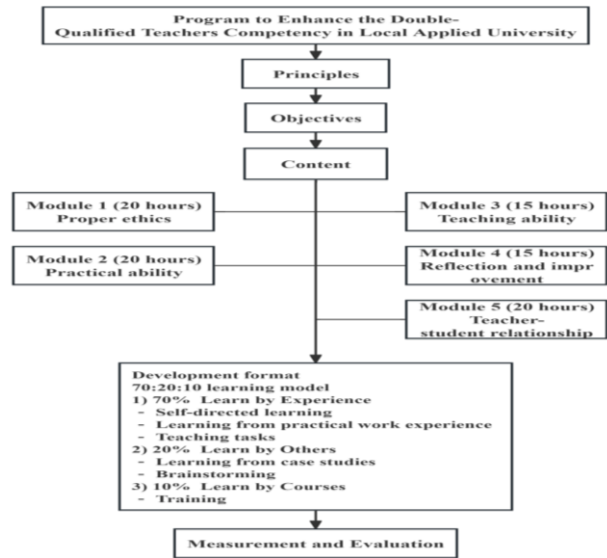 Program to Enhance the Double-
Qualified Teachers Competency in Local Applied University
Principles
Objectives
Content
Module 1 (20 hours)
Proper ethics
Module 3 (15 hours)
Teaching ability
Module 2 (20 hours)
Practical ability
Module 4 (15 hours)
Reflection and impr
ovement
Module 5 (20 hours)
Teacher-
student relationship
Development format
70:20:10 learning model
1) 70% Learn by Experience
- Self-directed learning
- Learning from practical work experience
- Teaching tasks
2) 20% Learn by Others
- Learning from case studies
- Brainstorming
3) 10% Learn by Courses
- Training
Measurement and Evaluation